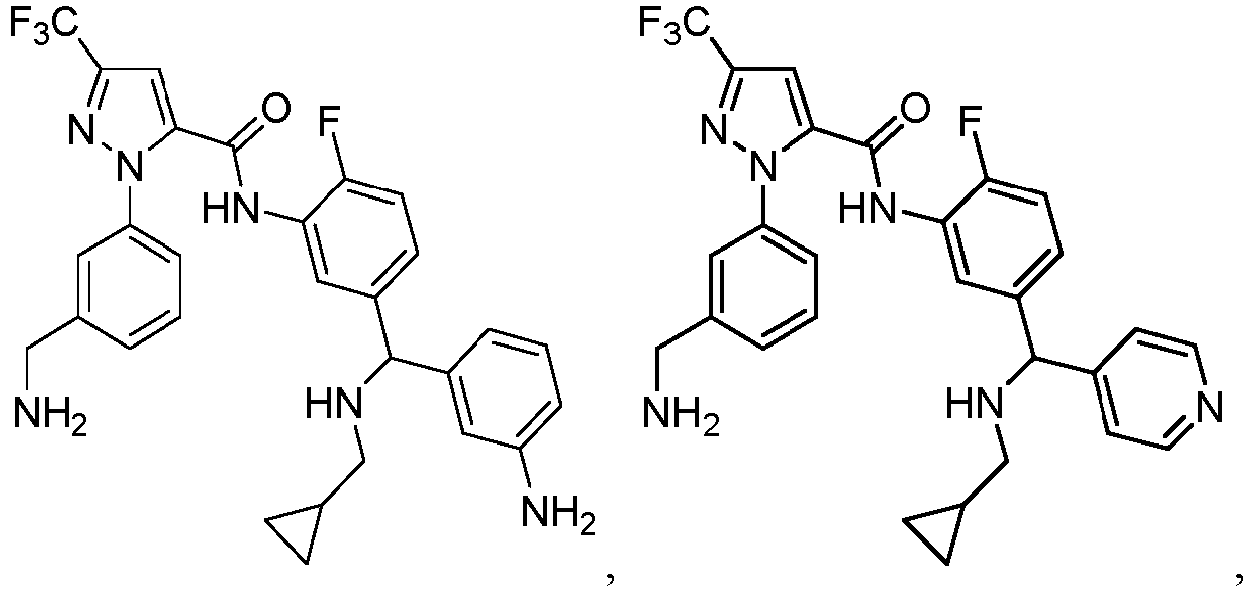 F₃C F₃C
O O
F F
N N
N N
HN HN
HN HN N
NH₂ NH₂
NH₂
, ,